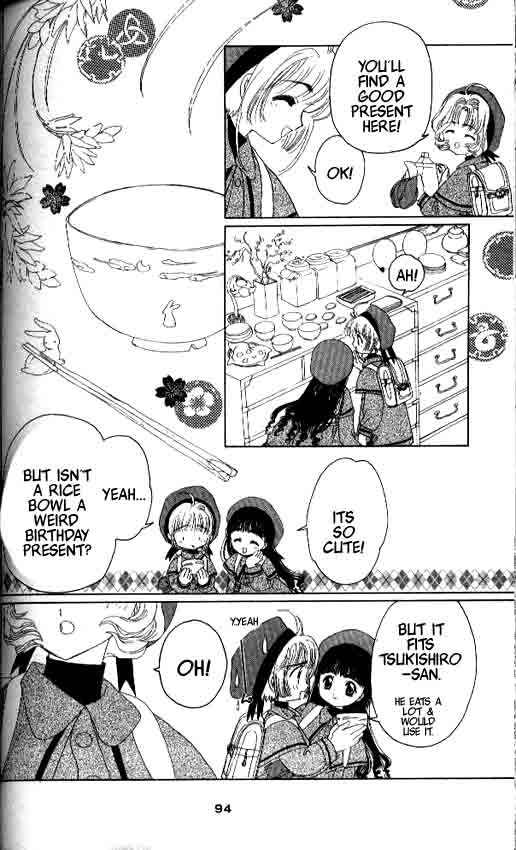 YOU'LL
FIND A
GOOD
PRESENT
HERE!
OK!
AH!
ITS
SO
CUTE!
YEAH...
BUT ISN'T
A RICE
BOWL A
WEIRD
BIRTHDAY
PRESENT?
BUT IT
FITS
TSUKISHIRO
-SAN.
HE EATS A
LOT &
WOULD
USE IT.
Y.YEAH
OH!
94